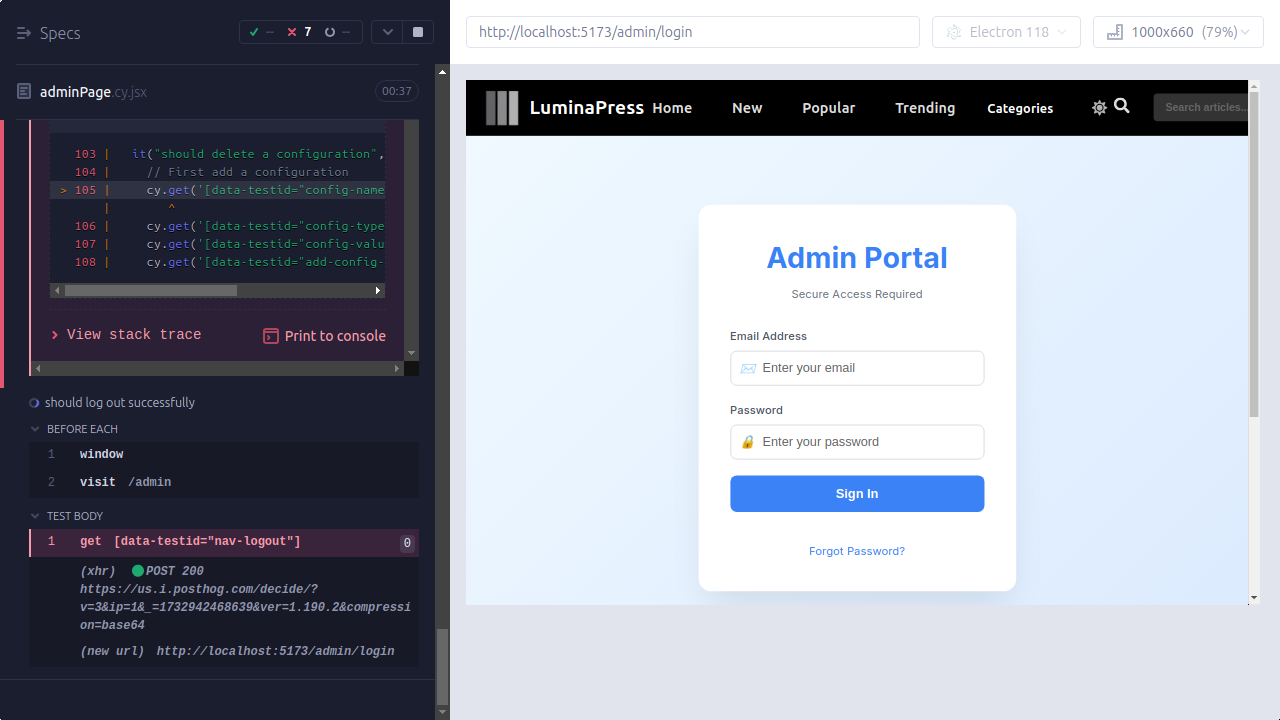 Specs
-- 7 --
adminPage.cy.jsx 00:37
103 | it("should delete a configuration",
104 | // First add a configuration
> 105 | cy.get('[data-testid="config-name
| ^
106 | cy.get('[data-testid="config-type
107 | cy.get('[data-testid="config-valu
108 | cy.get('[data-testid="add-config-
View stack trace
Print to console
should log out successfully
BEFORE EACH
1 window
2 visit /admin
TEST BODY
1 get [data-testid="nav-logout"] 0
(xhr) POST 200
https://us.i.posthog.com/decide/?
v=3&ip=1&_=1732942468639&ver=1.190.2&compressi
on=base64
(new url) http://localhost:5173/admin/login
http://localhost:5173/admin/login
Electron 118
1000x660 (79%)
LuminaPress Home New Popular Trending Categories Search articles...
Admin Portal
Secure Access Required
Email Address
Enter your email
Password
Enter your password
Sign In
Forgot Password?